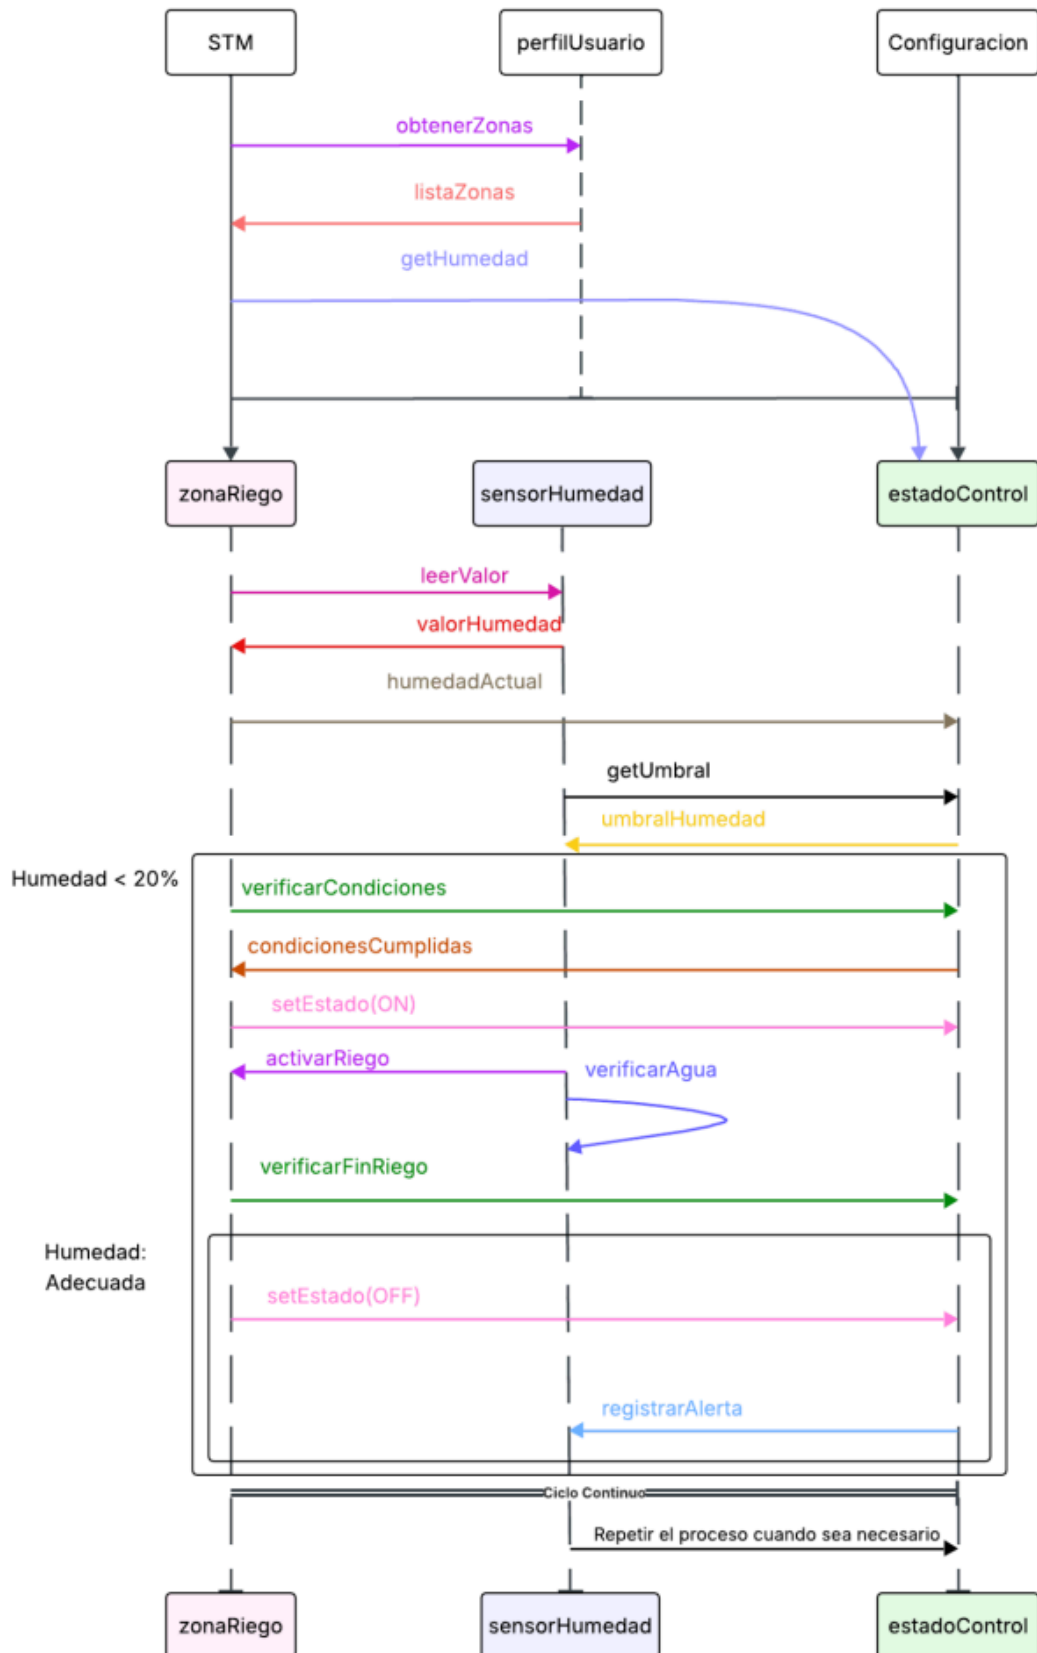 STM
perfilUsuario
Configuracion
obtenerZonas
listaZonas
getHumedad
zonaRiego
sensorHumedad
estadoControl
leerValor
valorHumedad
humedadActual
getUmbral
umbralHumedad
Humedad < 20%
verificarCondiciones
condicionesCumplidas
setEstado(ON)
activarRiego
verificarAgua
verificarFinRiego
Humedad:
Adecuada
setEstado(OFF)
registrarAlerta
Ciclo Continuo
Repetir el proceso cuando sea necesario
zonaRiego
sensorHumedad
estadoControl